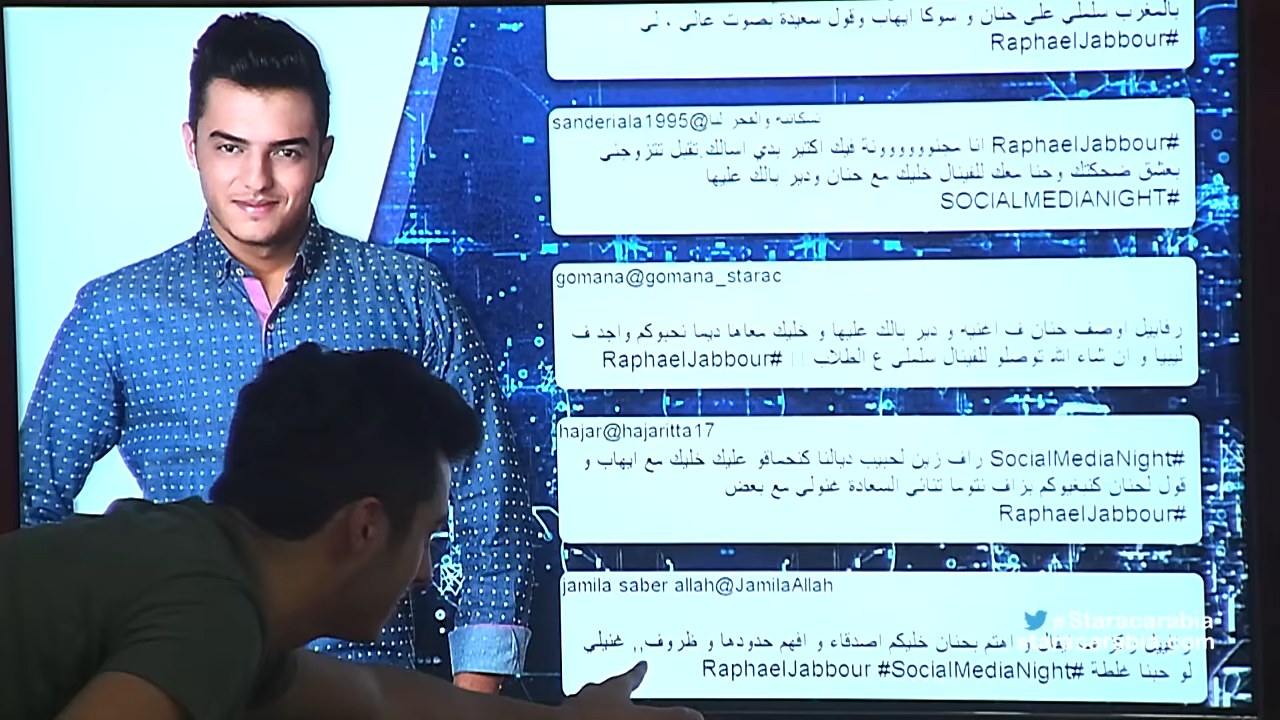 بالمغرب سلملي على حنان و سوكا ايهاب وقول سعيدة بصوت عالي ، لي
#RaphaelJabbour
sanderiala1995@
#RaphaelJabbour انا مجنوووووونة فيك اكتير بدي اسالك تقبل تتزوجني
بعشق ضحكتك وحنا معك للفينال خليك مع حنان ودير بالك عليها
#SOCIALMEDIANIGHT
gomana@gomana_starac
رفاييل اوصف حنان ف اغنيه و دير بالك عليها و خليك معاها ديما نحبوكم واجد ف
ليبيا و ان شاء الله توصلو للفينال سلملي ع الطلاب #RaphaelJabbour
hajar@hajaritta17
#SocialMediaNight راف زين لحبيب ديالنا كنحماقو عليك خليك مع ايهاب و
قول لحنان كنبغيوكم بزاف نتوما تنائي السعادة غنولي مع بعض
#RaphaelJabbour
jamila saber allah@JamilaAllah
اهتم بحنان خليكم اصدقاء و افهم حدودها و ظروف,, غنيلي
لو حبنا غلطة #RaphaelJabbour #SocialMediaNight
#Staracarabia
staracarabia.com